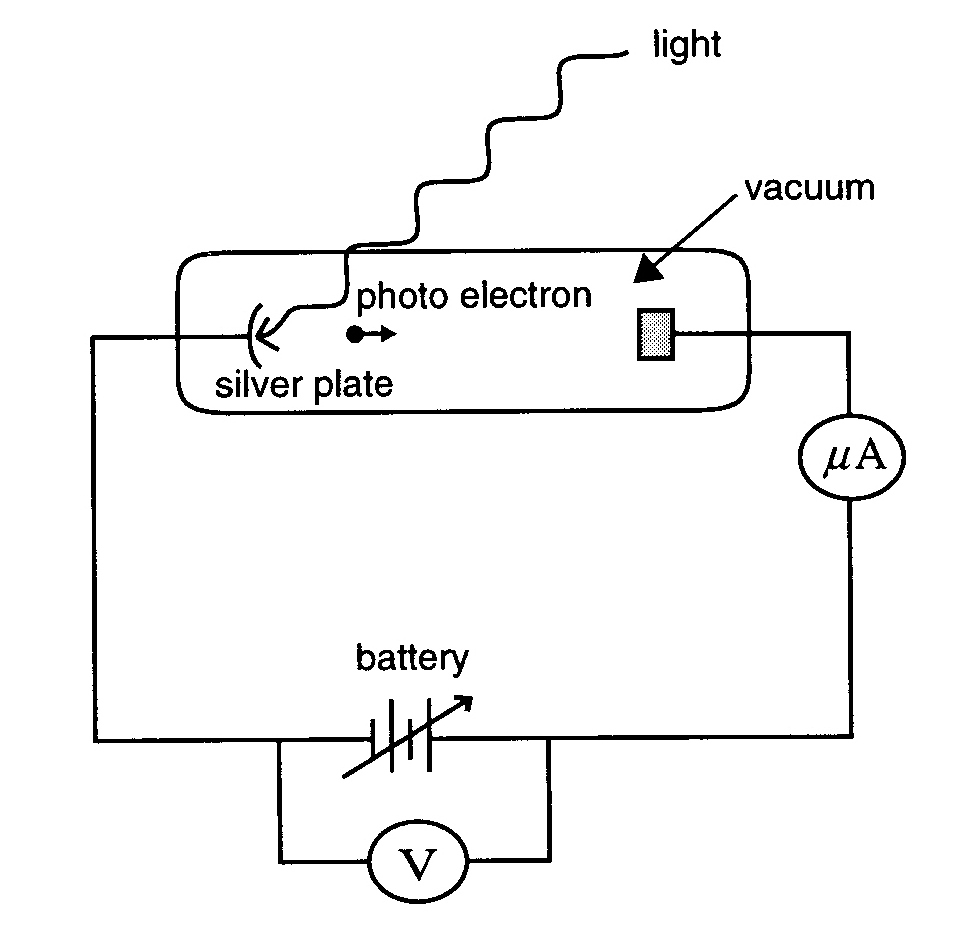 light
vacuum
photo electron
silver plate
μA
battery
V